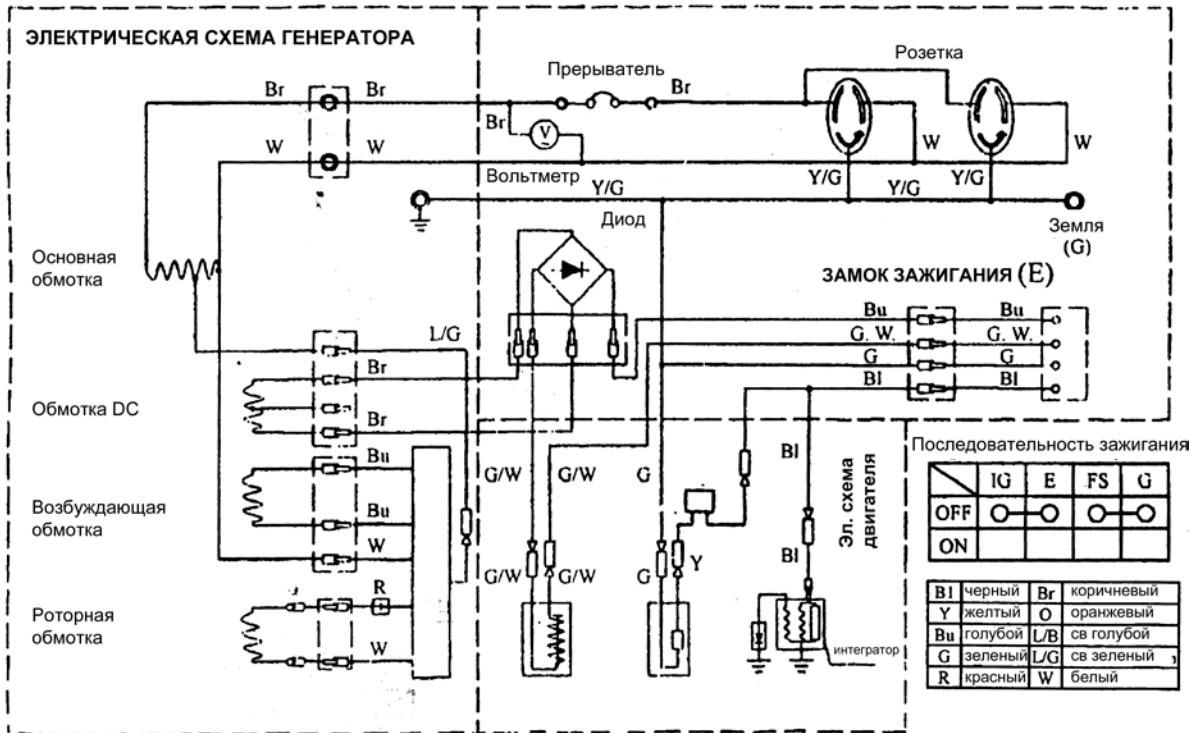 ЭЛЕКТРИЧЕСКАЯ СХЕМА ГЕНЕРАТОРА
Прерыватель
Розетка
Br
Br
Br
Br
W
W
W
W
Вольтметр
V
Y/G
Y/G
Y/G
Y/G
Диод
Земля
(G)
Основная
обмотка
ЗАМОК ЗАЖИГАНИЯ (E)
Bu
Bu
G. W.
G. W.
G
G
Bl
Bl
L/G
Br
Обмотка DC
Br
Возбуждающая
обмотка
Bu
Bu
W
Роторная
обмотка
R
W
G/W
G/W
G
Bl
G/W
G/W
G
Y
Bl
Эл. схема
двигателя
интегратор
Последовательность зажигания
IG E FS G
OFF
ON
Bl черный Br коричневый
Y желтый O оранжевый
Bu голубой L/B св голубой
G зеленый L/G св зеленый
R красный W белый